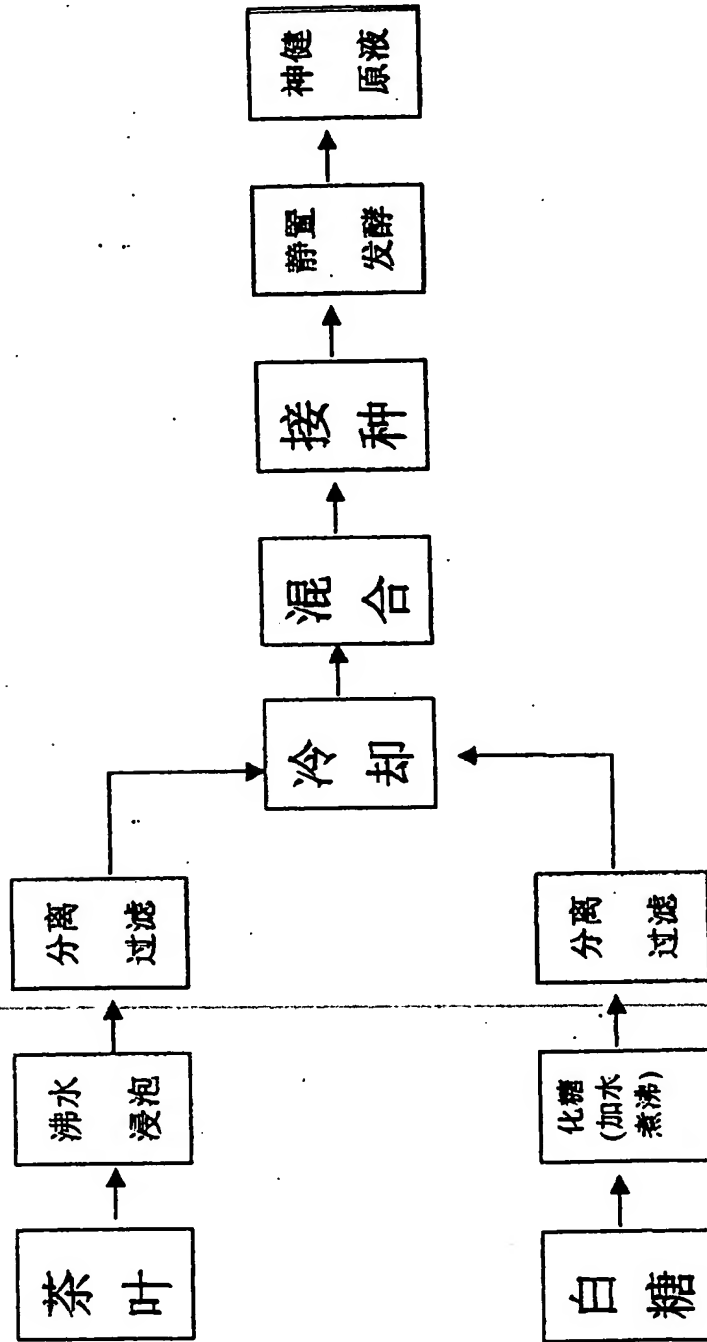 茶
叶
沸水
浸泡
分离
过滤
白
糖
化糖
(加水
煮沸)
分离
过滤
冷
却
混
合
接
种
静置
发酵
神健
原液